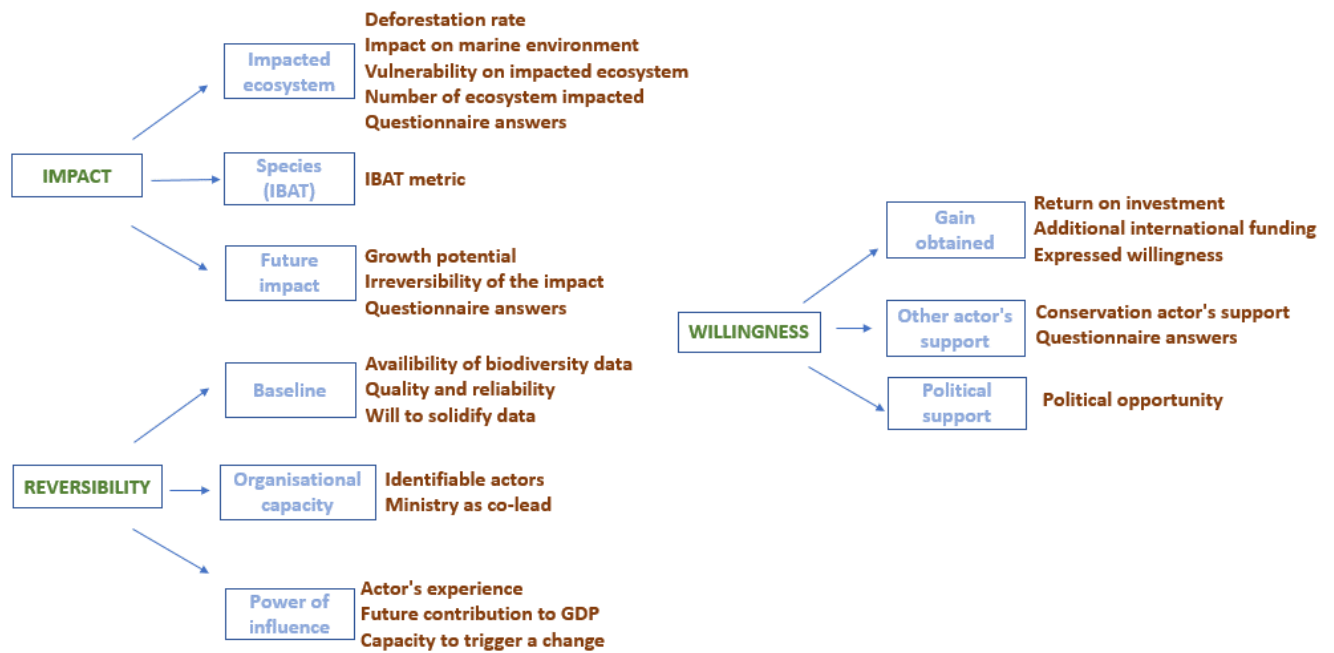 IMPACT
Impacted
ecosystem
Deforestation rate
Impact on marine environment
Vulnerability on impacted ecosystem
Number of ecosystem impacted
Questionnaire answers
Species
(IBAT)
IBAT metric
Future
impact
Growth potential
Irreversibility of the impact
Questionnaire answers
REVERSIBILITY
Baseline
Availibility of biodiversity data
Quality and reliability
Will to solidify data
Organisational
capacity
Identifiable actors
Ministry as co-lead
Power of
influence
Actor's experience
Future contribution to GDP
Capacity to trigger a change
WILLINGNESS
Gain
obtained
Return on investment
Additional international funding
Expressed willingness
Other actor's
support
Conservation actor's support
Questionnaire answers
Political
support
Political opportunity